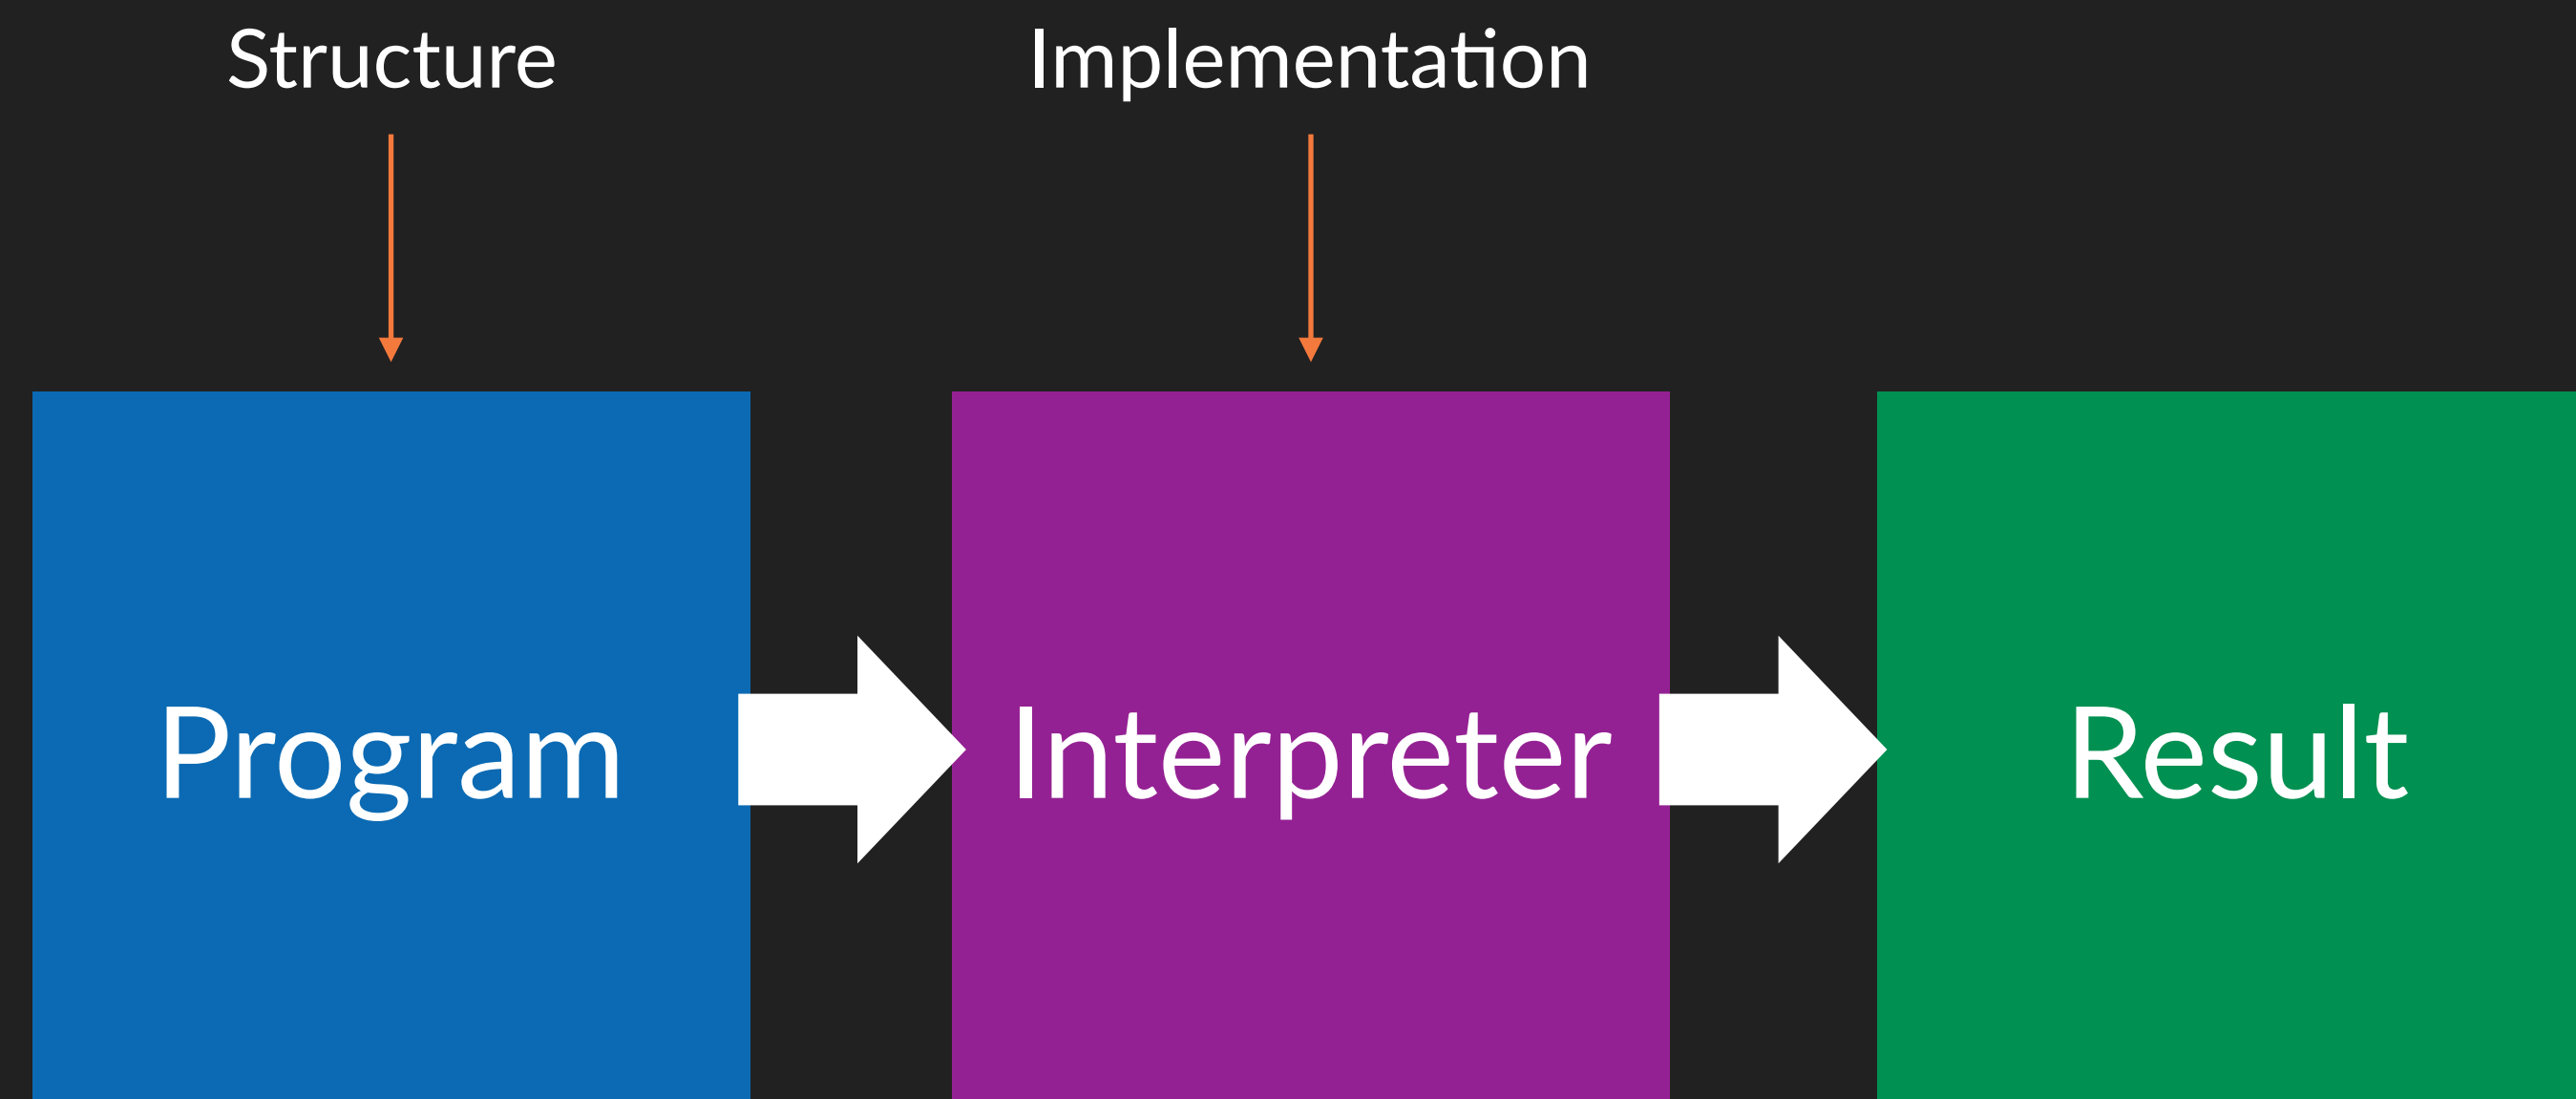 Structure
Implementation
Program
Interpreter
Result